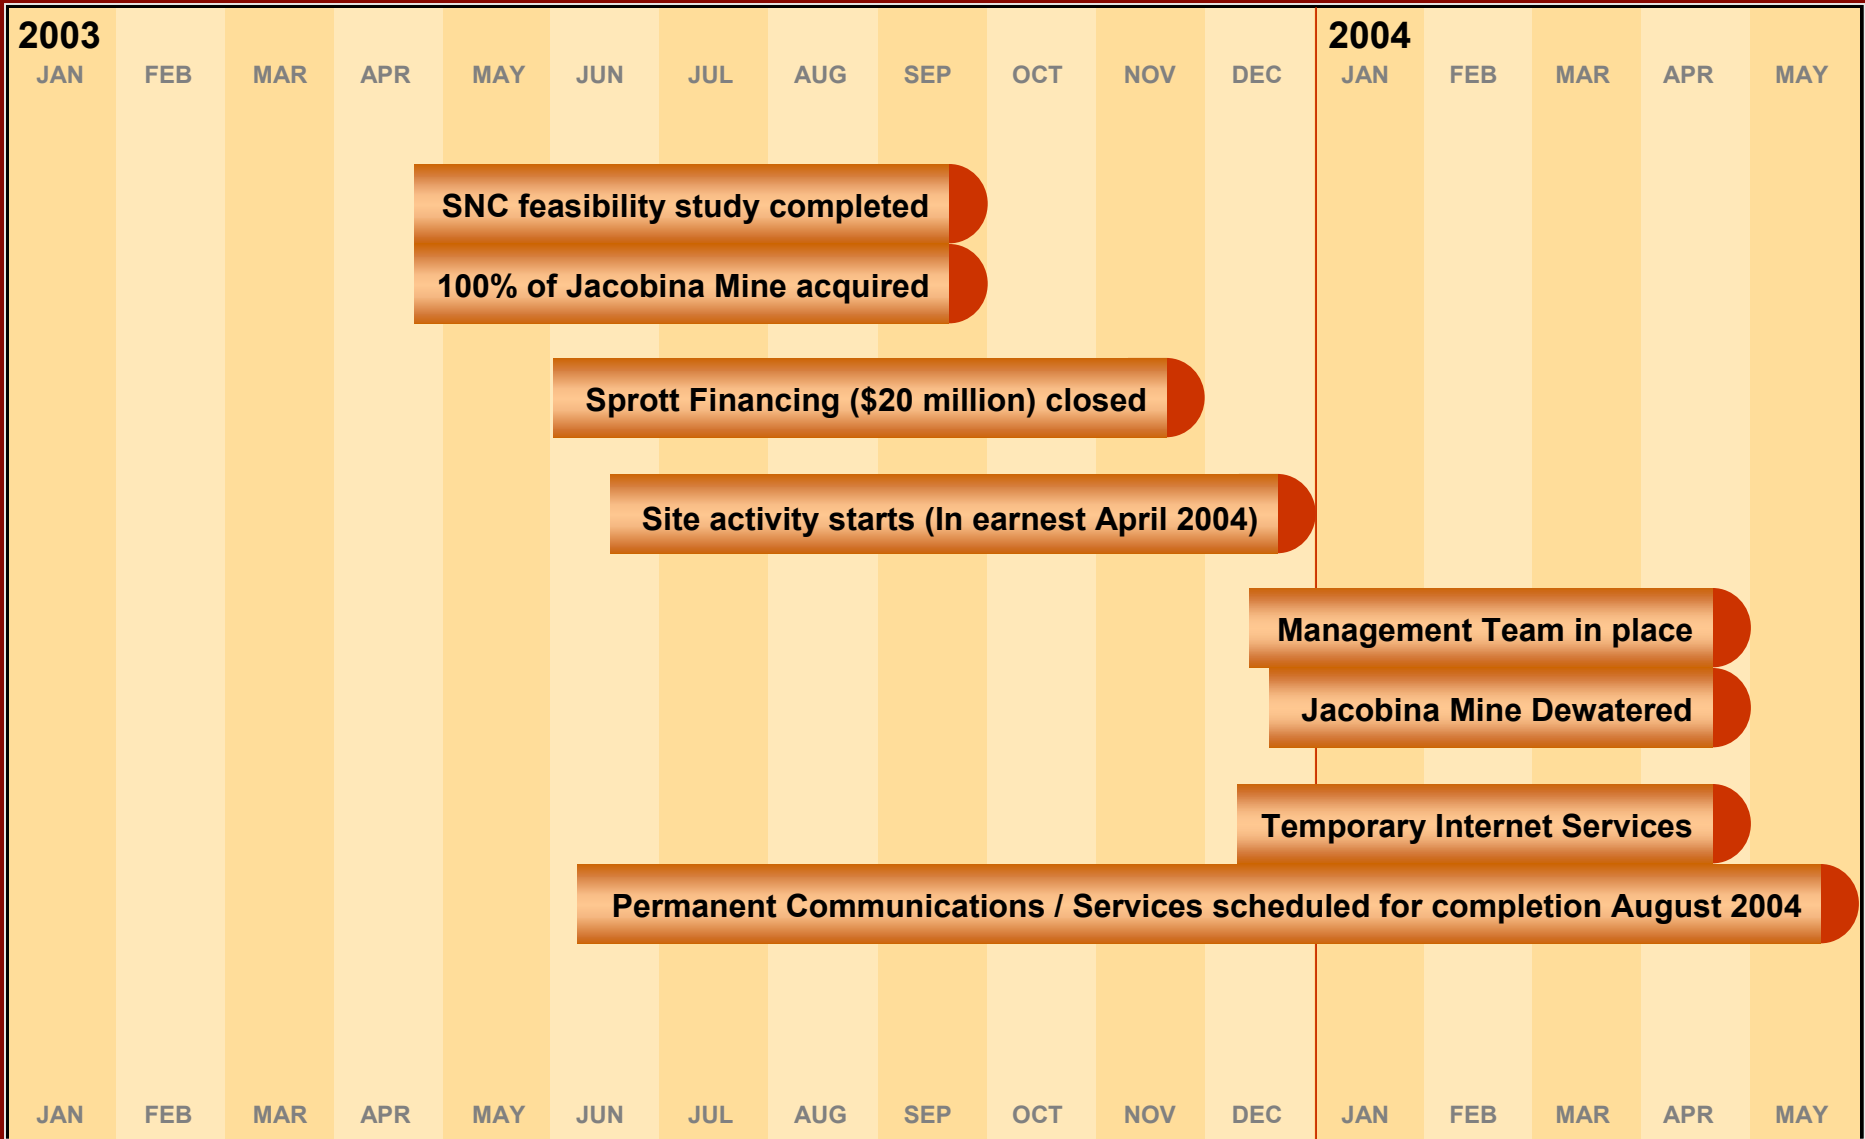 2003 2004
JAN FEB MAR APR MAY JUN JUL AUG SEP OCT NOV DEC JAN FEB MAR APR MAY
SNC feasibility study completed
100% of Jacobina Mine acquired
Sprott Financing ($20 million) closed
Site activity starts (In earnest April 2004)
Management Team in place
Jacobina Mine Dewatered
Temporary Internet Services
Permanent Communications / Services scheduled for completion August 2004
JAN FEB MAR APR MAY JUN JUL AUG SEP OCT NOV DEC JAN FEB MAR APR MAY